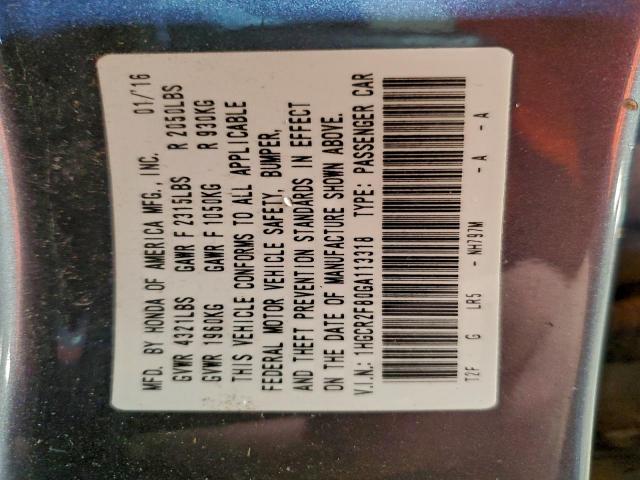 MFD. BY HONDA OF AMERICA MFG., INC. 01/'16
GVWR 4321LBS GAWR F 2315LBS R 2050LBS
GVWR 1960KG GAWR F 1050KG R 930KG
THIS VEHICLE CONFORMS TO ALL APPLICABLE
FEDERAL MOTOR VEHICLE SAFETY, BUMPER,
AND THEFT PREVENTION STANDARDS IN EFFECT
ON THE DATE OF MANUFACTURE SHOWN ABOVE.
V.I.N.: 1HGCR2F80GA113318 TYPE: PASSENGER CAR
T2F G LR5 - NH797M - A - A